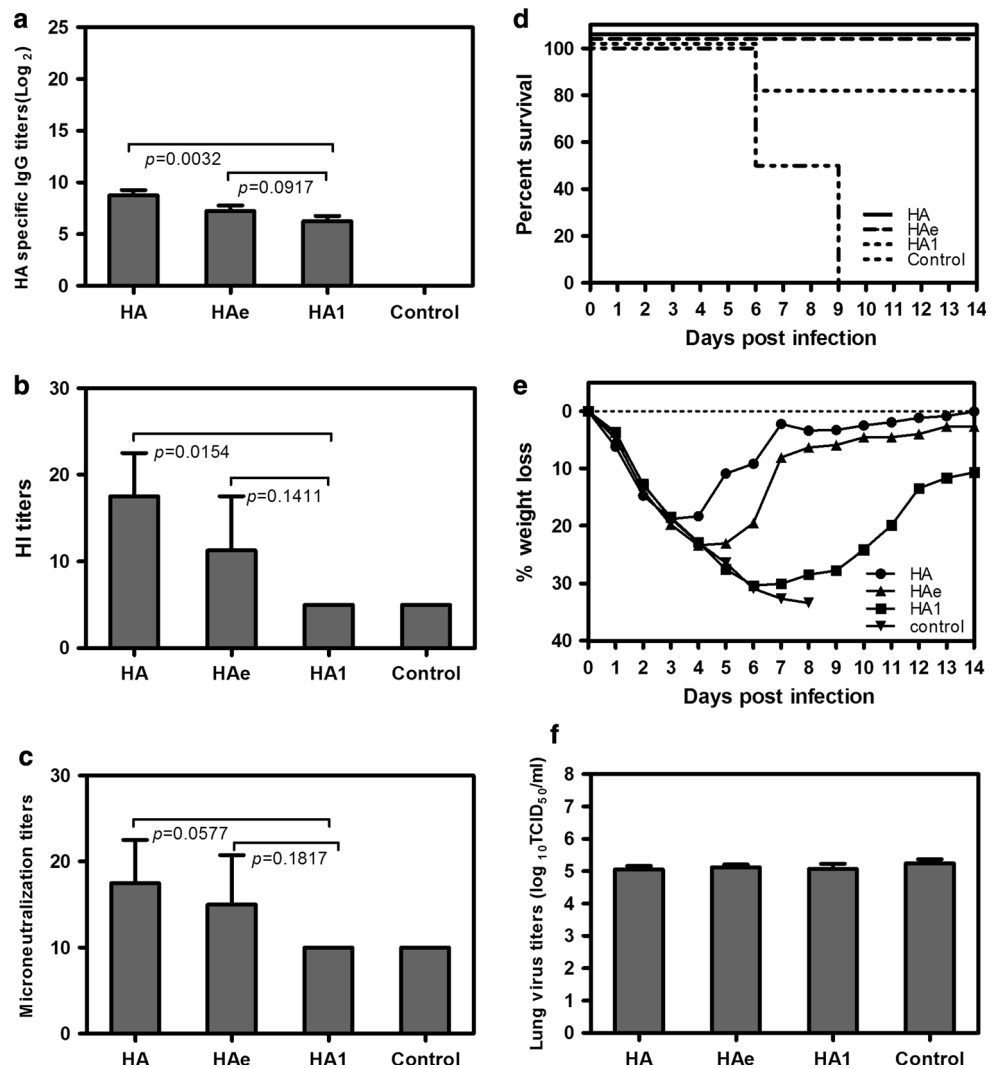 a
HA specific IgG titers(Log 2)
25
20
15
10
5
0
p=0.0032
p=0.0917
HA HAe HA1 Control
b
HI titers
30
20
10
0
p=0.0154
p=0.1411
HA HAe HA1 Control
c
Microneutralization titers
30
20
10
0
p=0.0577
p=0.1817
HA HAe HA1 Control
d
Percent survival
100
80
60
40
20
0
HA
HAe
HA1
Control
0 1 2 3 4 5 6 7 8 9 10 11 12 13 14
Days post infection
e
% weight loss
0
10
20
30
40
HA
HAe
HA1
control
0 1 2 3 4 5 6 7 8 9 10 11 12 13 14
Days post infection
f
Lung virus titers (log 10TCID50/ml)
8
7
6
5
4
3
2
1
0
HA HAe HA1 Control